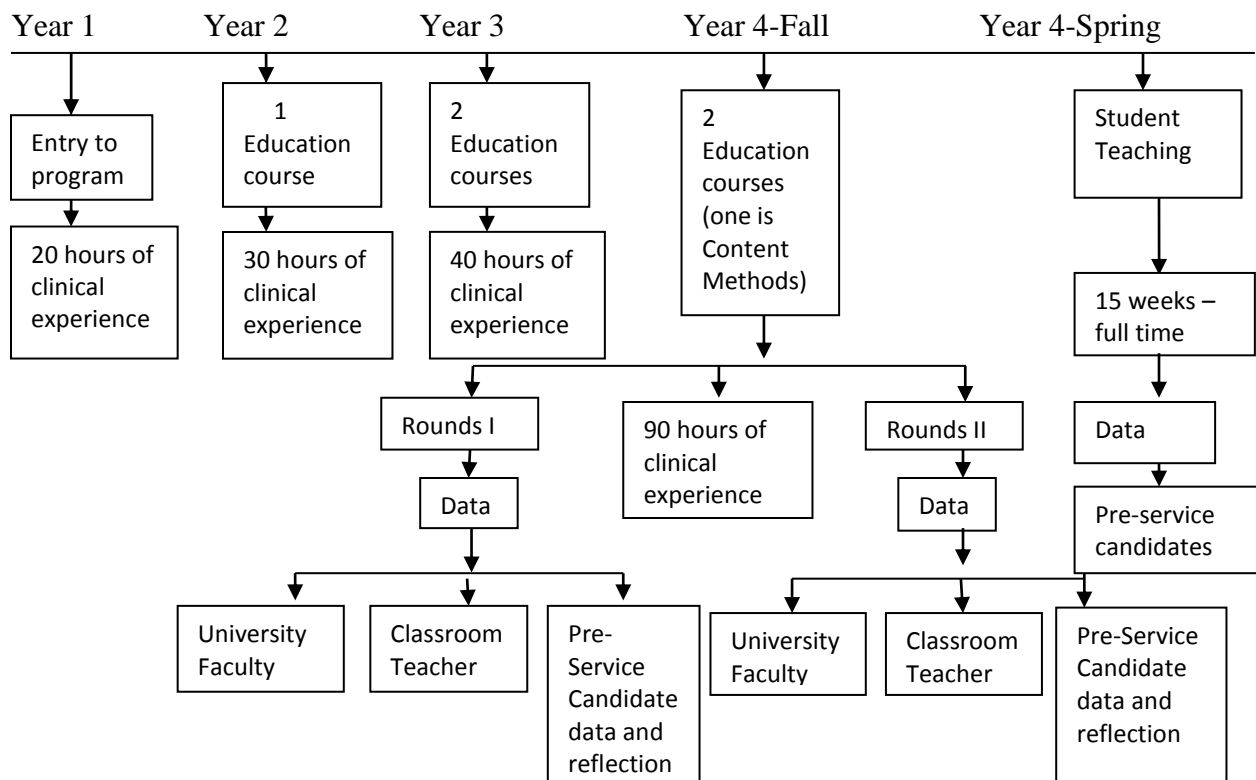 Year 1
Year 2
Year 3
Year 4-Fall
Year 4-Spring
Entry to
program
20 hours of
clinical
experience
1
Education
course
30 hours of
clinical
experience
2
Education
courses
40 hours of
clinical
experience
2
Education
courses
(one is
Content
Methods)
Student
Teaching
15 weeks –
full time
Rounds I
90 hours of
clinical
experience
Rounds II
Data
Data
Data
Pre-service
candidates
University
Faculty
Classroom
Teacher
Pre-
Service
Candidate
data and
reflection
University
Faculty
Classroom
Teacher
Pre-Service
Candidate
data and
reflection